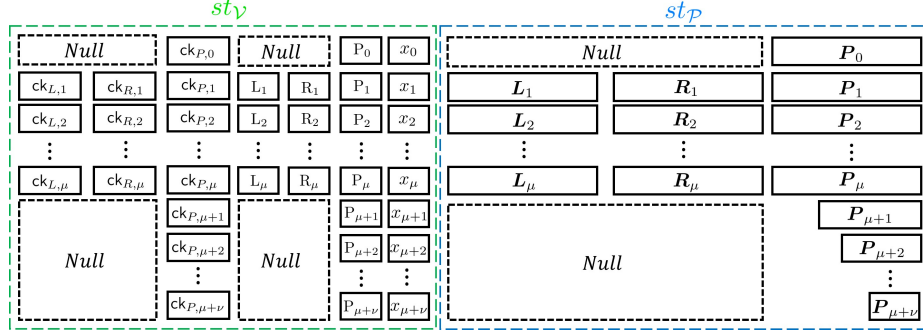 st_𝒱 st_𝒫
Null ck_{P,0} Null P_0 x_0 Null P_0
ck_{L,1} ck_{R,1} ck_{P,1} L_1 R_1 P_1 x_1 L_1 R_1 P_1
ck_{L,2} ck_{R,2} ck_{P,2} L_2 R_2 P_2 x_2 L_2 R_2 P_2
⋮ ⋮ ⋮ ⋮ ⋮ ⋮ ⋮ ⋮ ⋮
ck_{L,μ} ck_{R,μ} ck_{P,μ} L_μ R_μ P_μ x_μ L_μ R_μ P_μ
ck_{P,μ+1} P_{μ+1} x_{μ+1} P_{μ+1}
Null ck_{P,μ+2} Null P_{μ+2} x_{μ+2} Null P_{μ+2}
⋮ ⋮ ⋮ ⋮
ck_{P,μ+ν} P_{μ+ν} x_{μ+ν} P_{μ+ν}